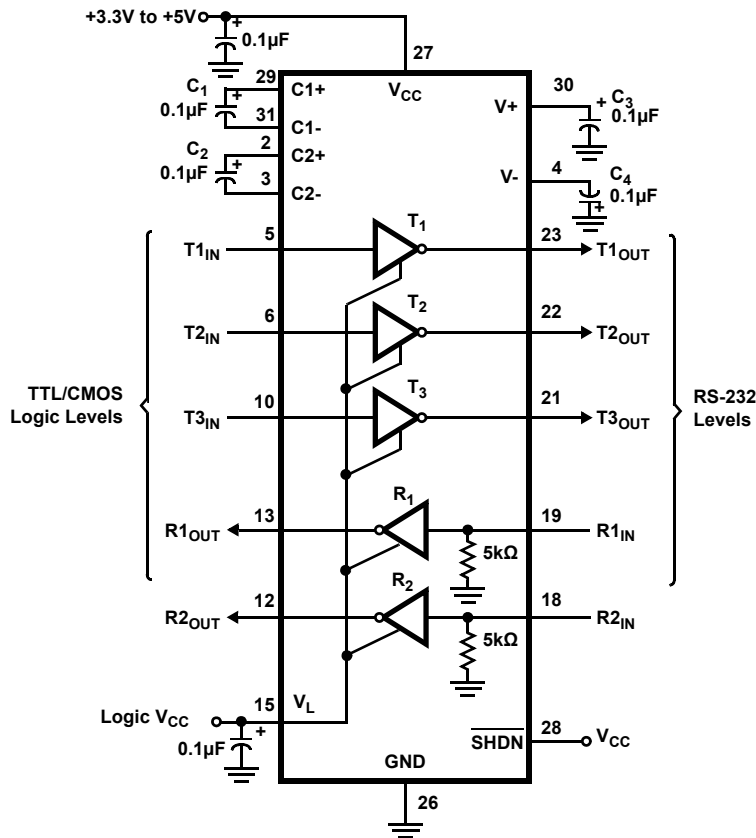 +3.3V to +5V
+
0.1µF
27
29
C1
+
0.1µF
31
C1+
C1-
VCC
V+
30
+ C3
0.1µF
2
C2
+
0.1µF
3
C2+
C2-
V-
4
C4
0.1µF
+
T1
T1IN
5
23
T1OUT
T2
T2IN
6
22
T2OUT
TTL/CMOS
Logic Levels
T3
T3IN
10
21
T3OUT
RS-232
Levels
R1
R1OUT
13
19
R1IN
5kΩ
R2
R2OUT
12
18
R2IN
5kΩ
Logic VCC
15
VL
+
0.1µF
SHDN
28
VCC
GND
26